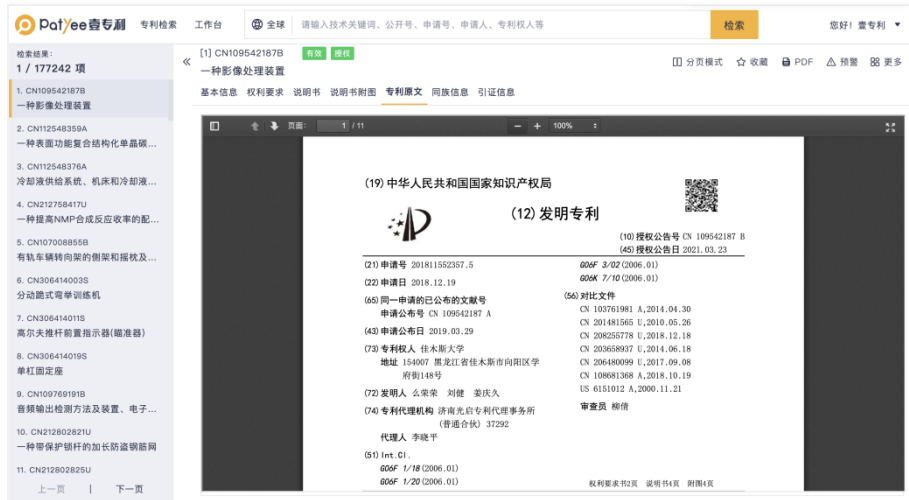 Patyee壹专利 专利检索 工作台 全球 请输入技术关键词、公开号、申请号、申请人、专利权人等 检索 您好！壹专利
检索结果：
1 / 177242 项
1. CN109542187B
一种影像处理装置
2. CN112548359A
一种表面功能复合结构化单晶碳...
3. CN112548376A
冷却液供给系统、机床和冷却液...
4. CN212758417U
一种提高NMP合成反应收率的配...
5. CN107008855B
有轨车辆转向架的侧架和摇枕及...
6. CN306414003S
分动跪式弯举训练机
7. CN306414011S
高尔夫推杆前置指示器(瞄准器)
8. CN306414019S
单杠固定座
9. CN109769191B
音频输出检测方法及装置、电子...
10. CN212802821U
一种带保护锁杆的加长防盗钢筋网
11. CN212802825U
上一页 | 下一页
[1] CN109542187B 有效 授权
一种影像处理装置
分页模式 收藏 PDF 预警 更多
基本信息 权利要求 说明书 说明书附图 专利原文 同族信息 引证信息
页面： 1 / 11 100%
(19)中华人民共和国国家知识产权局
(12)发明专利
(10)授权公告号 CN 109542187 B
(45)授权公告日 2021.03.23
(21)申请号 201811552357.5
(22)申请日 2018.12.19
(65)同一申请的已公布的文献号
申请公布号 CN 109542187 A
(43)申请公布日 2019.03.29
(73)专利权人 佳木斯大学
地址 154007 黑龙江省佳木斯市向阳区学
府街148号
(72)发明人 么荣荣 刘健 姜庆久
(74)专利代理机构 济南光启专利代理事务所
(普通合伙) 37292
代理人 李晓平
(51)Int.Cl.
G06F 1/18(2006.01)
G06F 1/20(2006.01)
G06F 3/02(2006.01)
G06K 7/10(2006.01)
(56)对比文件
CN 103761981 A,2014.04.30
CN 201481565 U,2010.05.26
CN 208255778 U,2018.12.18
CN 203658937 U,2014.06.18
CN 206480099 U,2017.09.08
CN 108681368 A,2018.10.19
US 6151012 A,2000.11.21
审查员 柳倩
权利要求书2页 说明书4页 附图4页